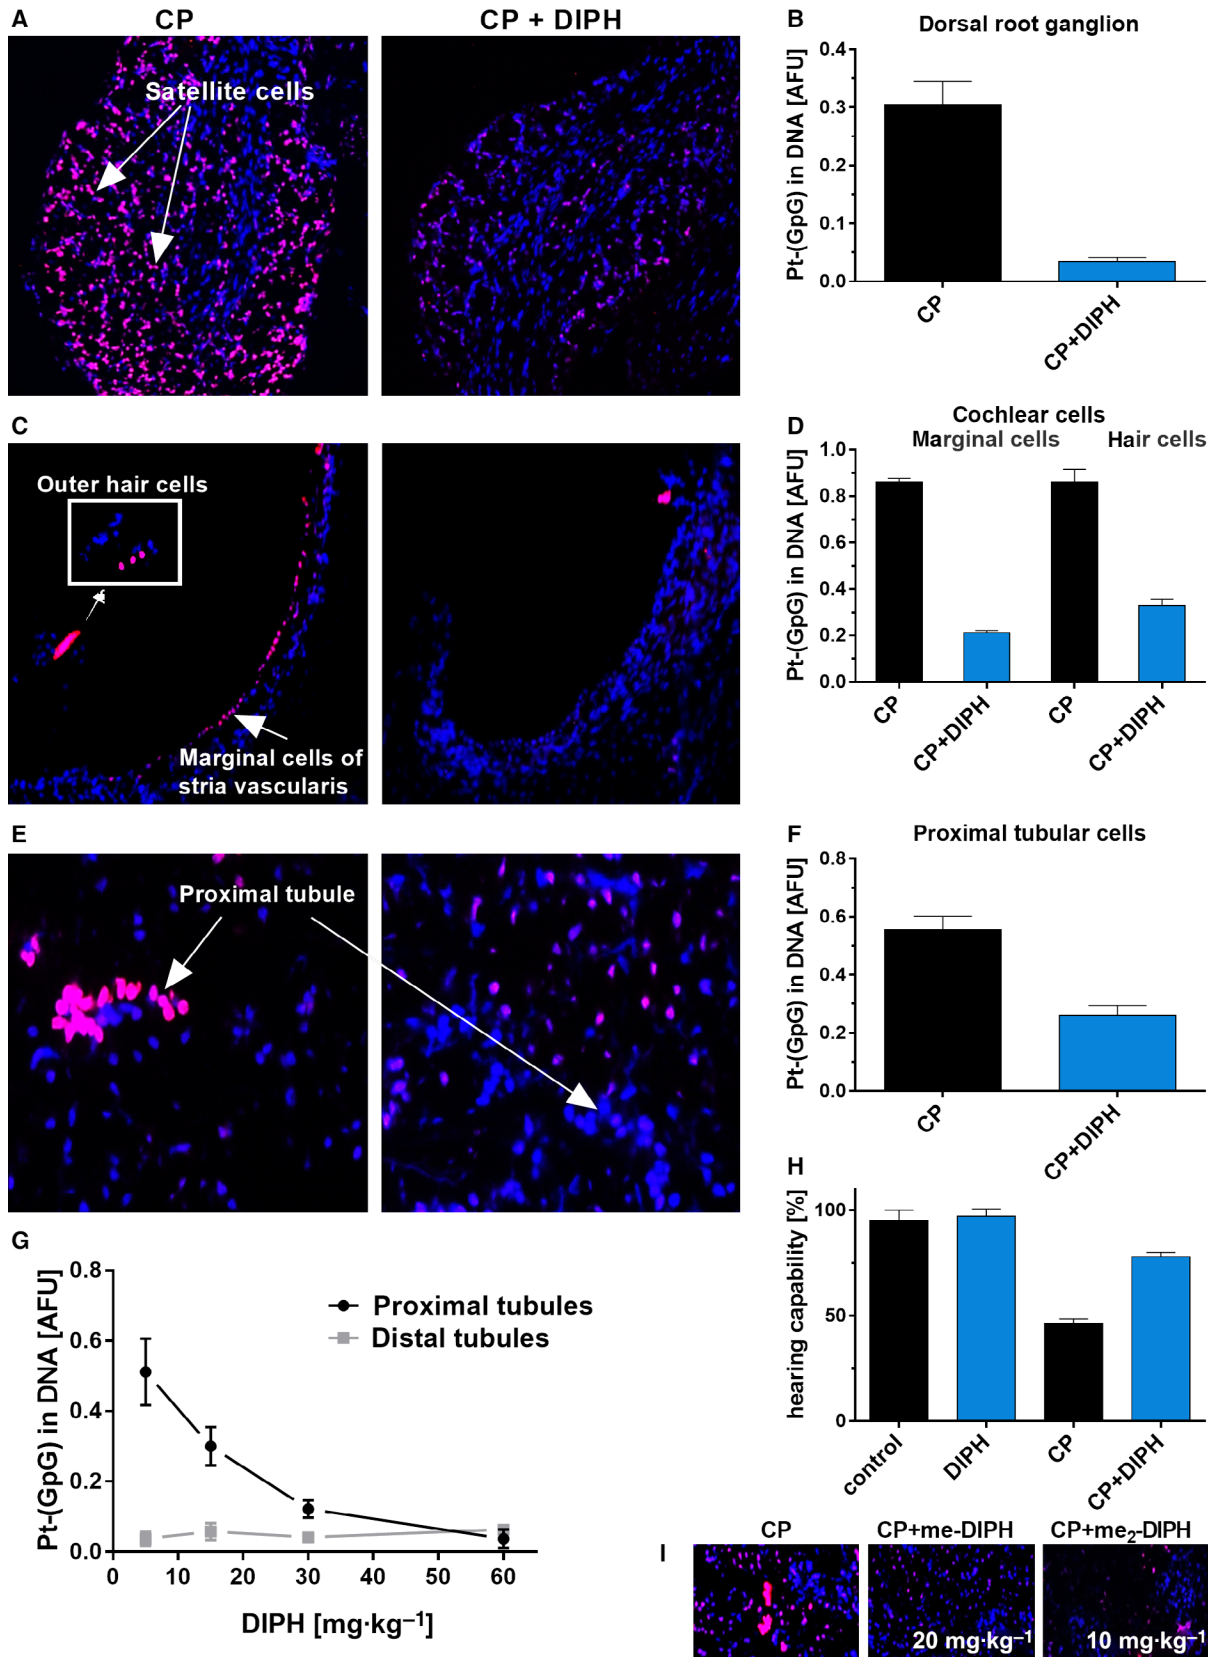 A
CP
CP + DIPH
Satellite cells
B
Dorsal root ganglion
Pt-(GpG) in DNA [AFU]
0.4
0.3
0.2
0.1
0.0
CP
CP+DIPH
C
Outer hair cells
Marginal cells of
stria vascularis
D
Cochlear cells
Marginal cells
Hair cells
Pt-(GpG) in DNA [AFU]
1.0
0.8
0.6
0.4
0.2
0.0
CP
CP+DIPH
CP
CP+DIPH
E
Proximal tubule
F
Proximal tubular cells
Pt-(GpG) in DNA [AFU]
0.8
0.6
0.4
0.2
0.0
CP
CP+DIPH
G
Pt-(GpG) in DNA [AFU]
0.8
0.6
0.4
0.2
0.0
Proximal tubules
Distal tubules
0 10 20 30 40 50 60
DIPH [mg·kg⁻¹]
H
hearing capability [%]
100
50
0
control
DIPH
CP
CP+DIPH
I
CP
CP+me-DIPH
CP+me₂-DIPH
20 mg·kg⁻¹
10 mg·kg⁻¹